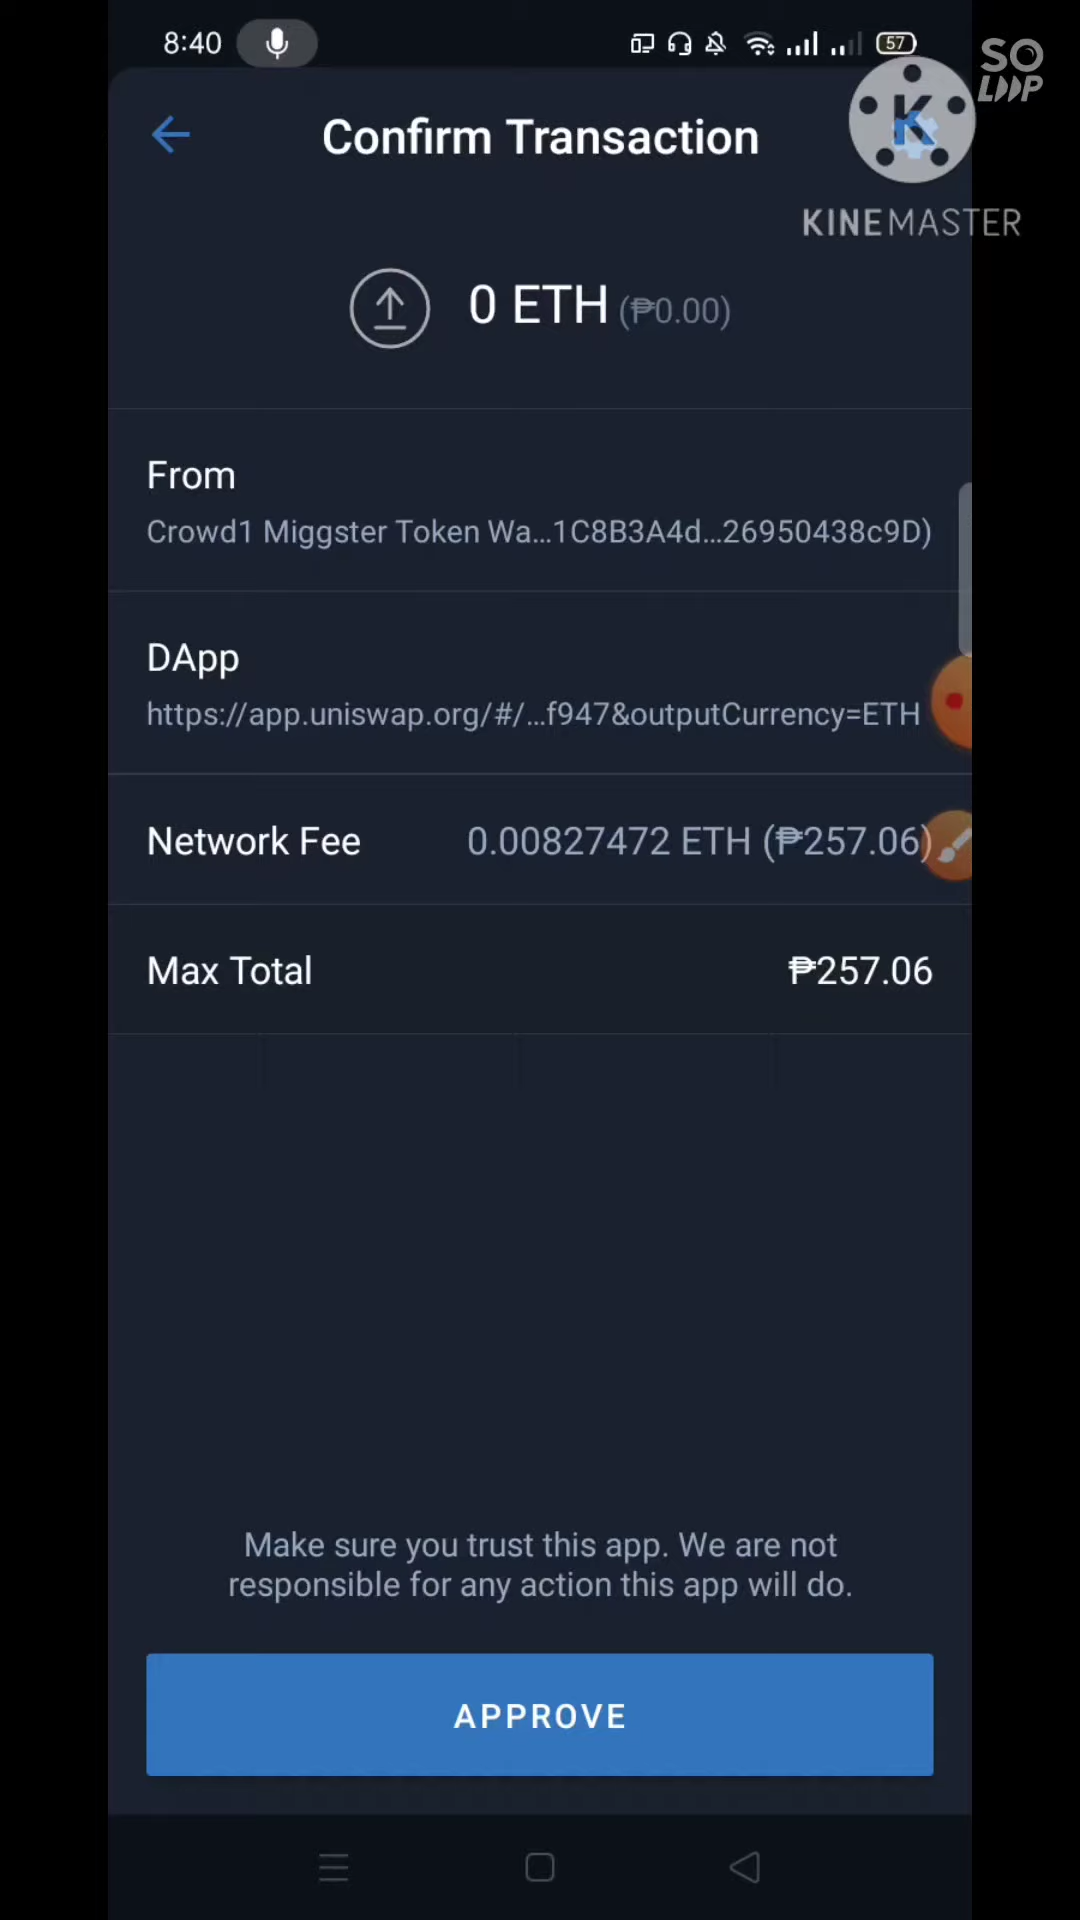 8:40
57
SO
LOOP
Confirm Transaction
K
KINEMASTER
0 ETH (₱0.00)
From
Crowd1 Miggster Token Wa...1C8B3A4d...26950438c9D)
DApp
https://app.uniswap.org/#/...f947&outputCurrency=ETH
Network Fee 0.00827472 ETH (₱257.06)
Max Total ₱257.06
Make sure you trust this app. We are not
responsible for any action this app will do.
APPROVE